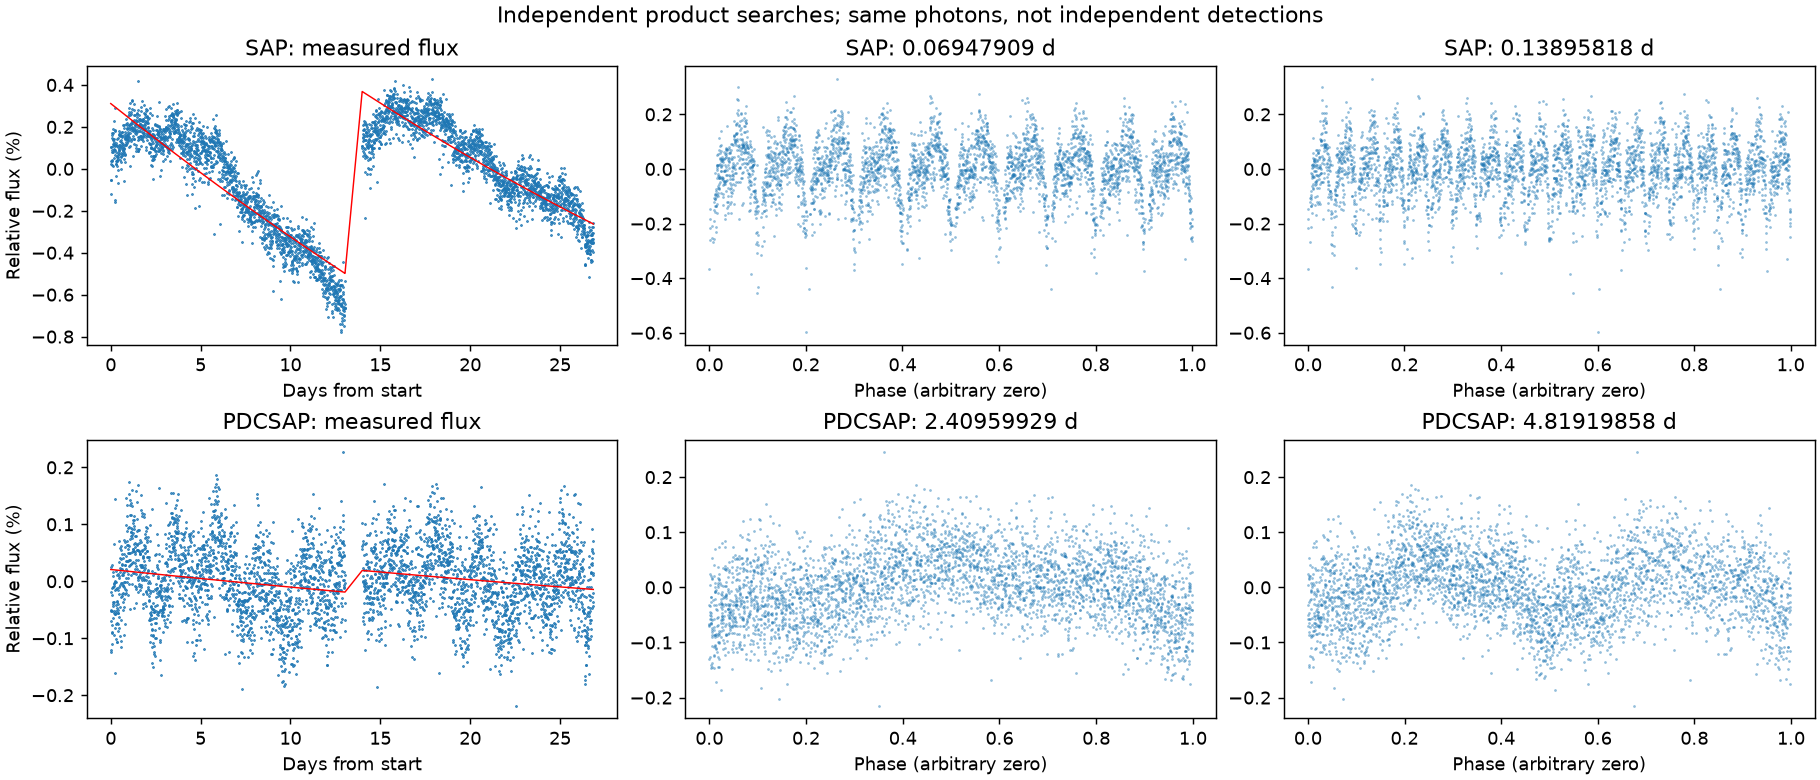 Independent product searches; same photons, not independent detections
SAP: measured flux
SAP: 0.06947909 d
SAP: 0.13895818 d
Relative flux (%)
0.4
0.2
0.0
−0.2
−0.4
−0.6
−0.8
0 5 10 15 20 25
Days from start
0.2
0.0
−0.2
−0.4
−0.6
0.0 0.2 0.4 0.6 0.8 1.0
Phase (arbitrary zero)
0.2
0.0
−0.2
−0.4
−0.6
0.0 0.2 0.4 0.6 0.8 1.0
Phase (arbitrary zero)
PDCSAP: measured flux
PDCSAP: 2.40959929 d
PDCSAP: 4.81919858 d
Relative flux (%)
0.2
0.1
0.0
−0.1
−0.2
0 5 10 15 20 25
Days from start
0.2
0.1
0.0
−0.1
−0.2
0.0 0.2 0.4 0.6 0.8 1.0
Phase (arbitrary zero)
0.2
0.1
0.0
−0.1
−0.2
0.0 0.2 0.4 0.6 0.8 1.0
Phase (arbitrary zero)